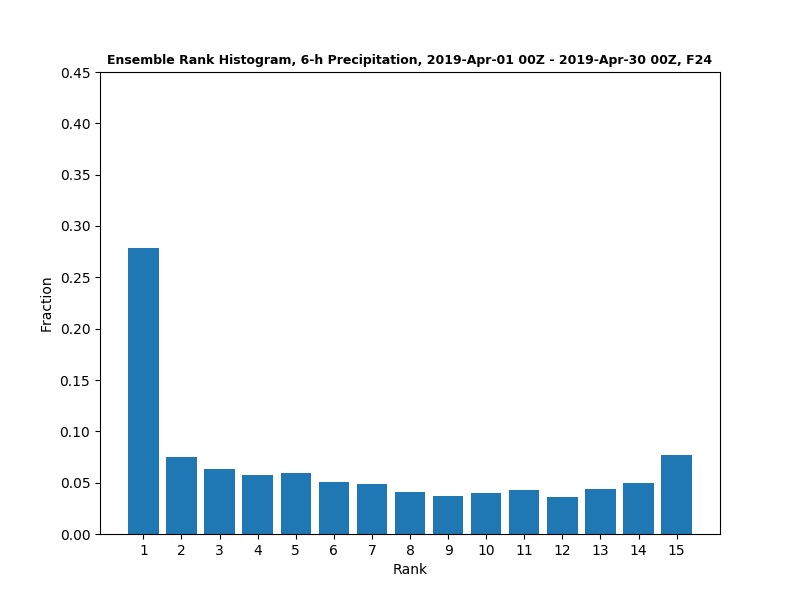 Ensemble Rank Histogram, 6-h Precipitation, 2019-Apr-01 00Z - 2019-Apr-30 00Z, F24
0.45
0.40
0.35
0.30
0.25
0.20
0.15
0.10
0.05
0.00
Fraction
1 2 3 4 5 6 7 8 9 10 11 12 13 14 15
Rank